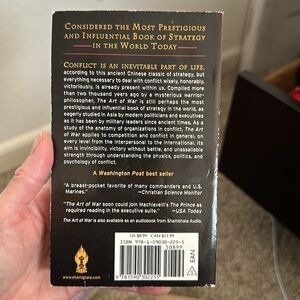 CONSIDERED THE MOST PRESTIGIOUS
AND INFLUENTIAL BOOK OF STRATEGY
IN THE WORLD TODAY
CONFLICT IS AN INEVITABLE PART OF LIFE,
according to this ancient Chinese classic of strategy, but
everything necessary to deal with conflict wisely, honorably,
victoriously, is already present within us. Compiled more
than two thousand years ago by a mysterious warrior-
philosopher, The Art of War is still perhaps the most
prestigious and influential book of strategy in the world, as
eagerly studied in Asia by modern politicians and executives
as it has been by military leaders since ancient times. As a
study of the anatomy of organizations in conflict, The Art
of War applies to competition and conflict in general, on
every level from the interpersonal to the international. Its
aim is invincibility, victory without battle, and unassailable
strength through understanding the physics, politics, and
psychology of conflict.
A Washington Post best seller
"A breast-pocket favorite of many commanders and U.S.
Marines." —Christian Science Monitor
"The Art of War soon could join Machiavelli's The Prince as
required reading in the executive suite." —USA Today
The Art of War is also available as an audiobook from Shambhala Audio.
US $8.99 CAN $11.99
ISBN 978-1-59030-225-5
50899
9 781590 302255
EAN
www.shambhala.com